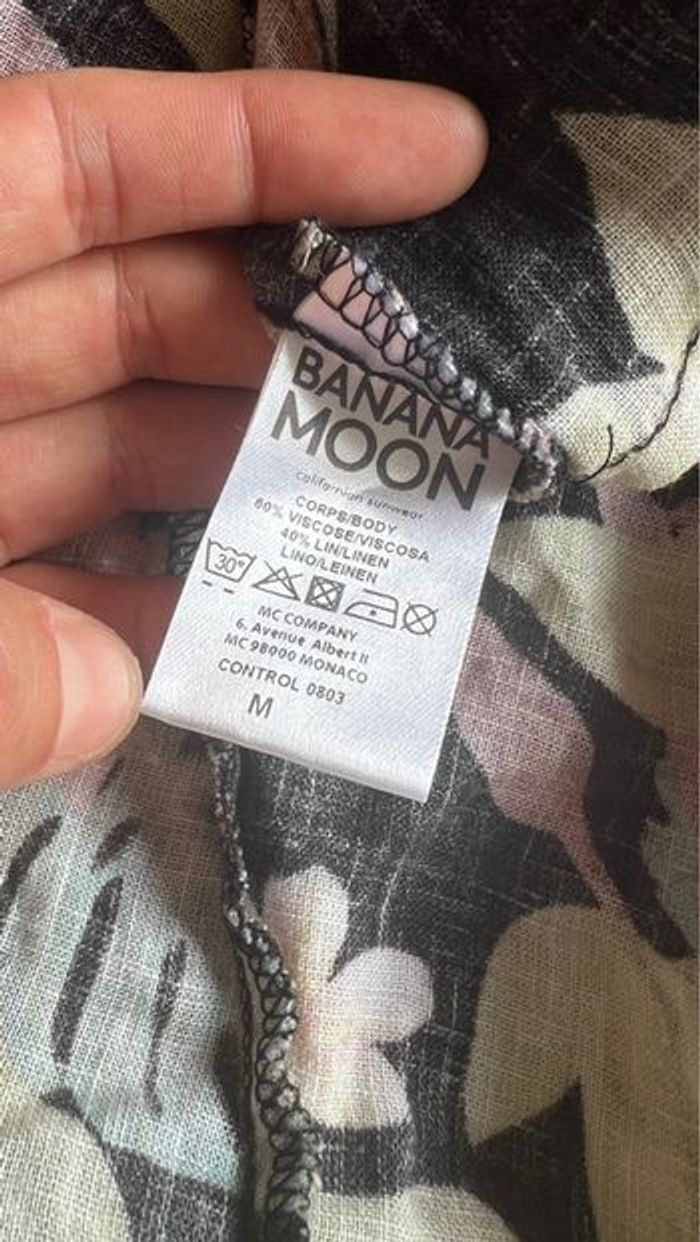 BANANA
MOON
californian sunwear
CORPS/BODY
60% VISCOSE/VISCOSA
40% LIN/LINEN
LINO/LEINEN
30°
MC COMPANY
6, Avenue Albert II
MC 98000 MONACO
CONTROL 0803
M